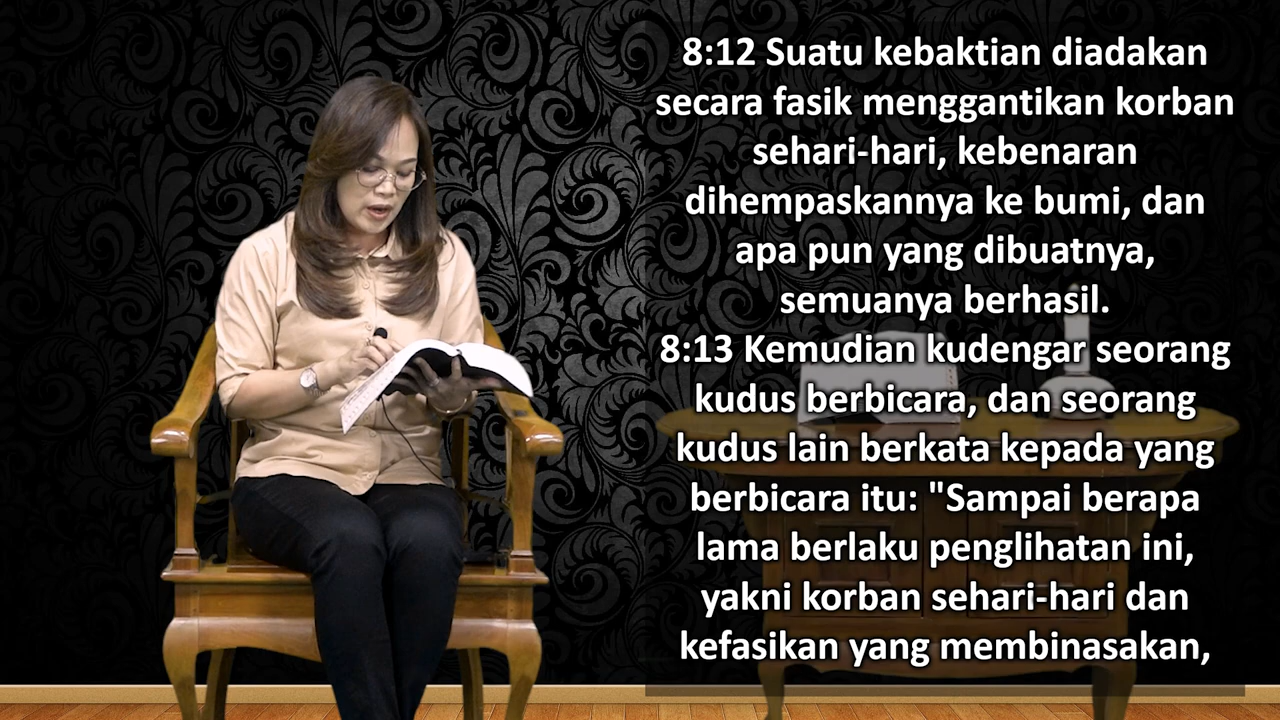 8:12 Suatu kebaktian diadakan
secara fasik menggantikan korban
sehari-hari, kebenaran
dihempaskannya ke bumi, dan
apa pun yang dibuatnya,
semuanya berhasil.
8:13 Kemudian kudengar seorang
kudus berbicara, dan seorang
kudus lain berkata kepada yang
berbicara itu: "Sampai berapa
lama berlaku penglihatan ini,
yakni korban sehari-hari dan
kefasikan yang membinasakan,